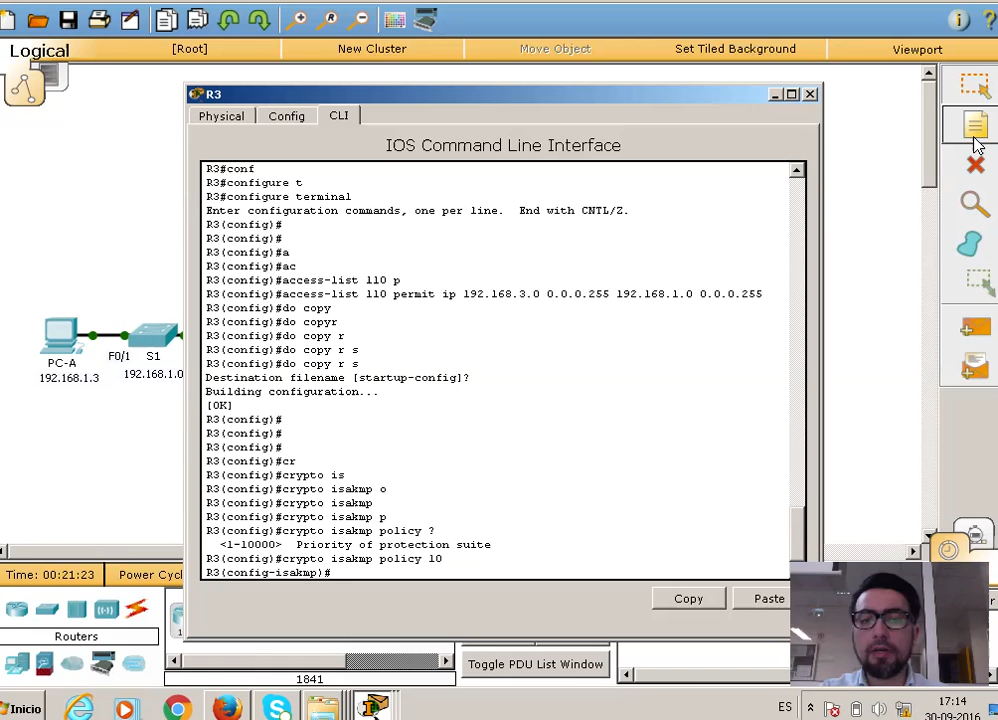 Logical
[Root]
New Cluster
Move Object
Set Tiled Background
Viewport
R3
Physical
Config
CLI
IOS Command Line Interface
R3#conf
R3#configure t
R3#configure terminal
Enter configuration commands, one per line.  End with CNTL/Z.
R3(config)#
R3(config)#
R3(config)#a
R3(config)#ac
R3(config)#access-list 110 p
R3(config)#access-list 110 permit ip 192.168.3.0 0.0.0.255 192.168.1.0 0.0.0.255
R3(config)#do copy
R3(config)#do copyr
R3(config)#do copy r
R3(config)#do copy r s
R3(config)#do copy r s
Destination filename [startup-config]?
Building configuration...
[OK]
R3(config)#
R3(config)#
R3(config)#
R3(config)#cr
R3(config)#crypto is
R3(config)#crypto isakmp o
R3(config)#crypto isakmp
R3(config)#crypto isakmp p
R3(config)#crypto isakmp policy ?
<1-10000>  Priority of protection suite
R3(config)#crypto isakmp policy 10
R3(config-isakmp)#
Copy
Paste
F0/1 S1
PC-A
192.168.1.3
192.168.1.0
Time: 00:21:23
Power Cycl
Routers
1841
Toggle PDU List Window
Inicio
ES
17:14
30-09-2016